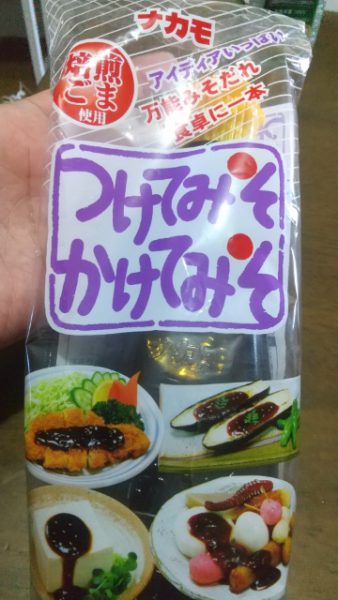 ナカモ
焙煎
ごま
使用
アイディアいっぱい
万能みそだれ
食卓に一本
つけてみそ
かけてみそ